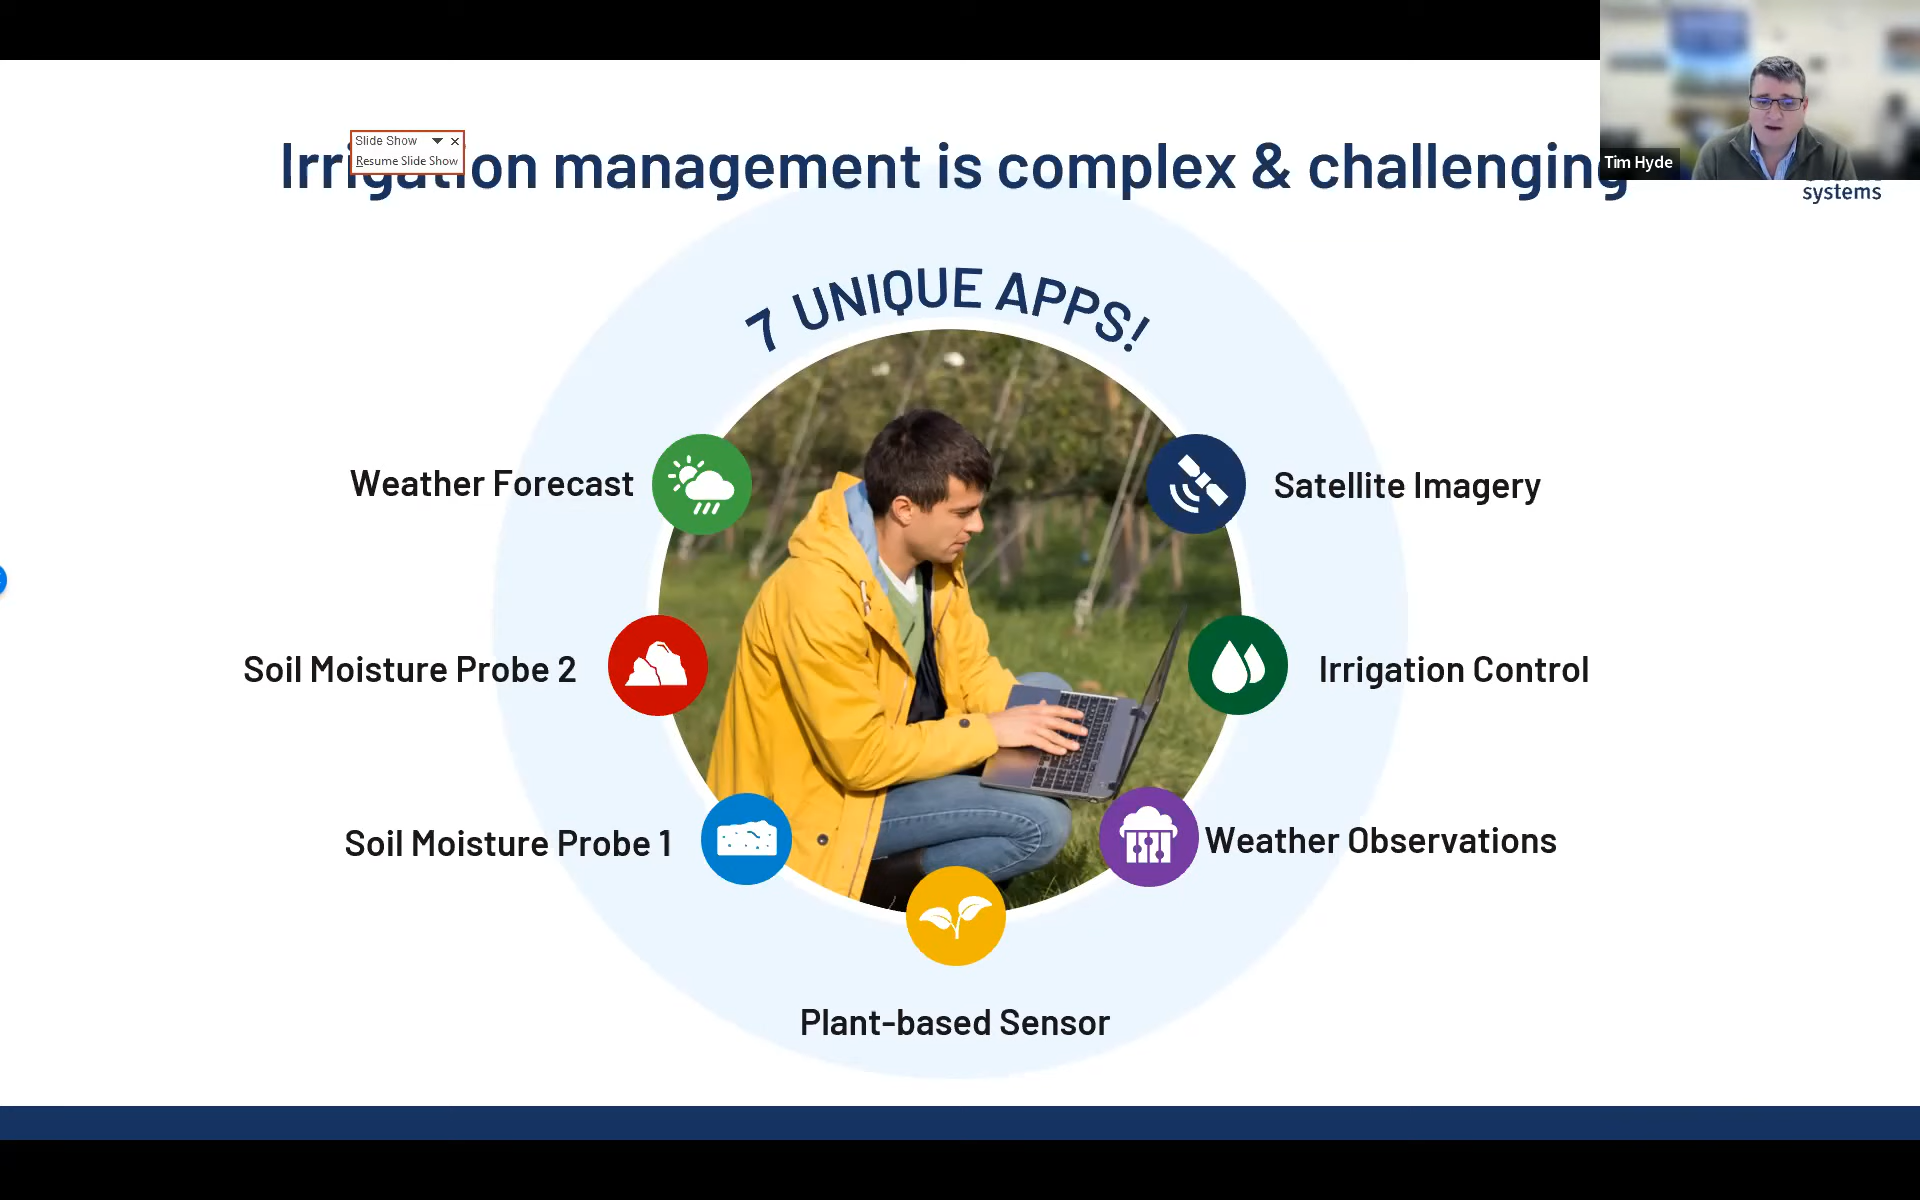 Slide Show
Resume Slide Show
Irrigation management is complex & challenging
Tim Hyde
systems
7 UNIQUE APPS!
Weather Forecast
Satellite Imagery
Soil Moisture Probe 2
Irrigation Control
Soil Moisture Probe 1
Weather Observations
Plant-based Sensor